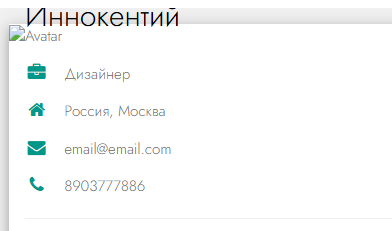 Иннокентий
Avatar
Дизайнер
Россия, Москва
email@email.com
8903777886